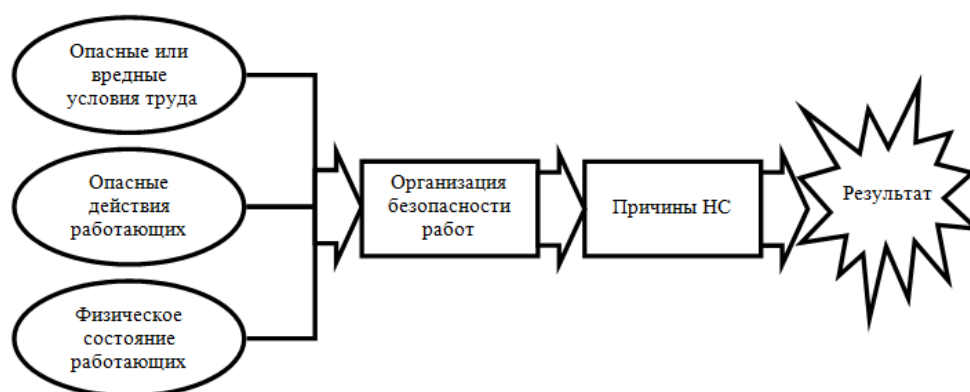 Опасные или
вредные
условия труда
Опасные
действия
работающих
Физическое
состояние
работающих
Организация
безопасности
работ
Причины НС
Результат